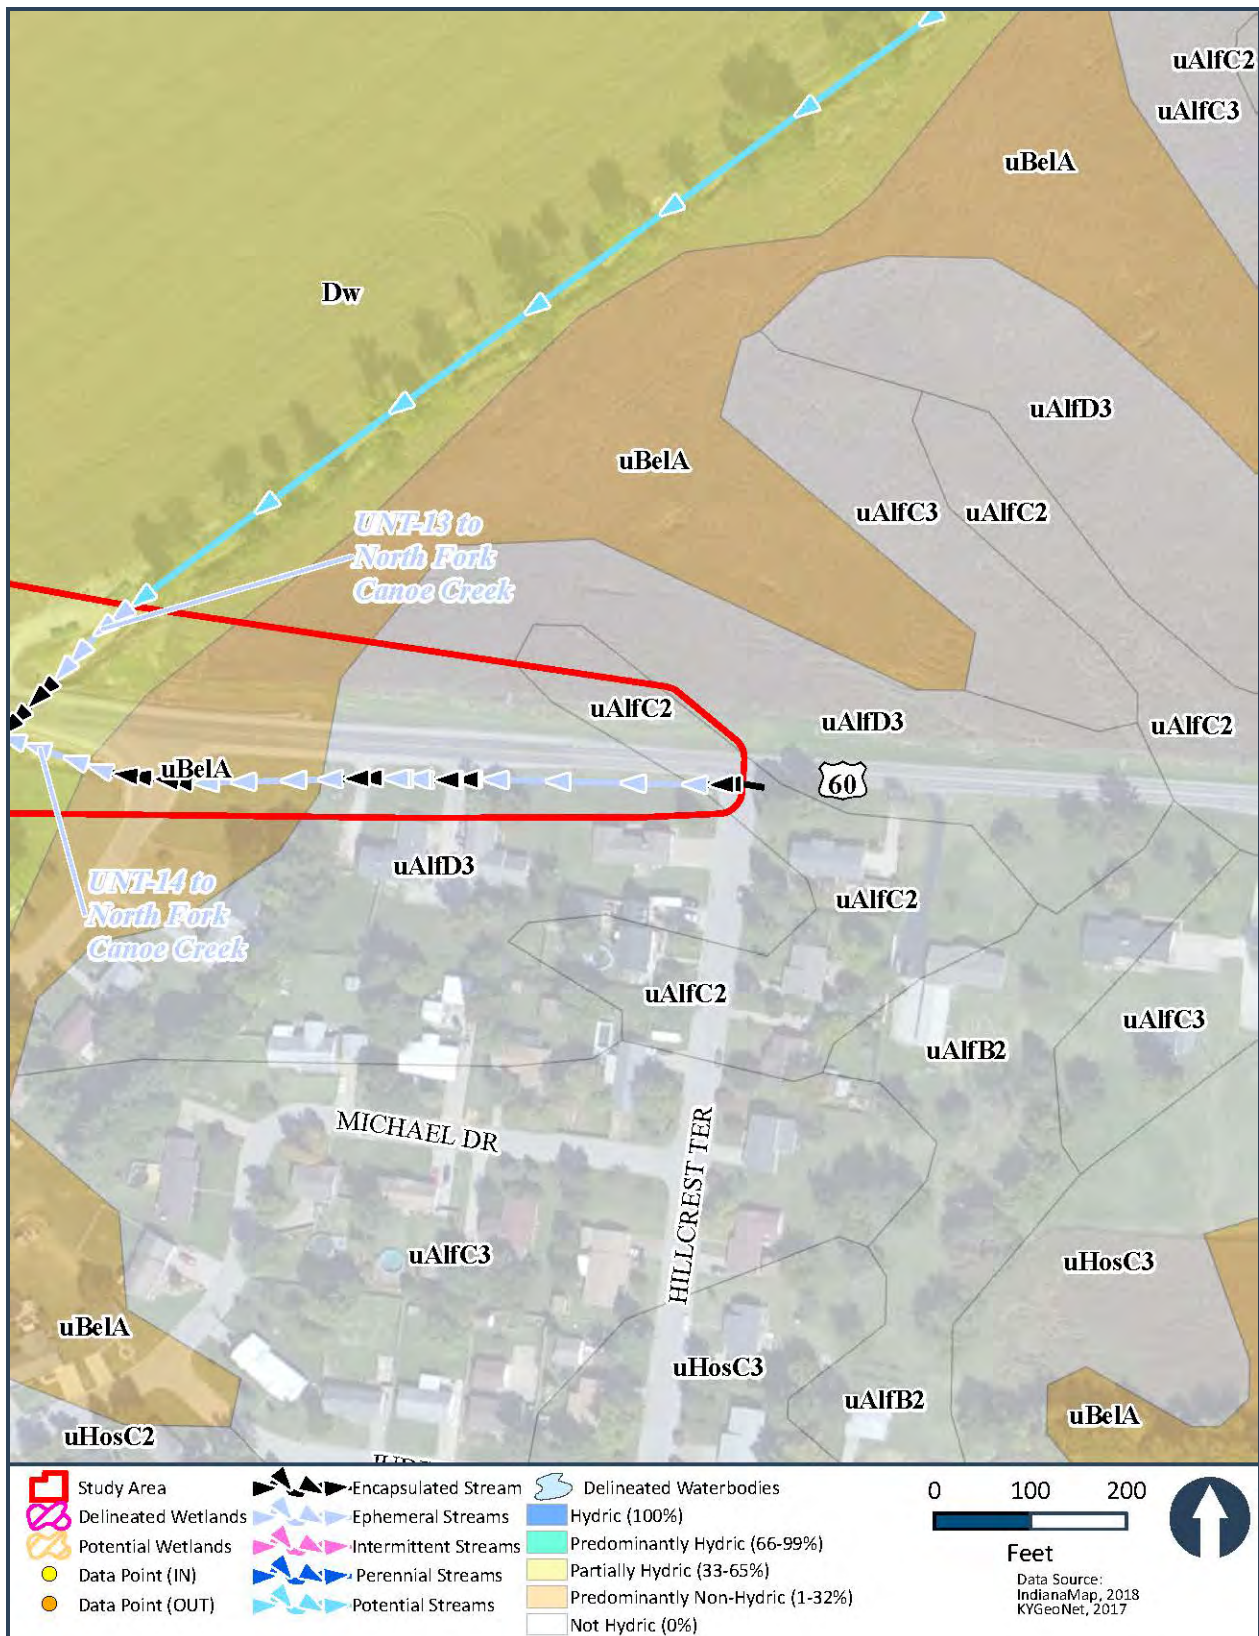 uAlfC2
uAlfC3
uBelA
Dw
uAlfD3
uBelA
uAlfC3
uAlfC2
UNT-13 to
North Fork
Canoe Creek
uAlfC2
uAlfD3
uAlfC2
uBelA
60
uAlfD3
UNT-14 to
North Fork
Canoe Creek
uAlfC2
uAlfC2
uAlfC3
uAlfB2
MICHAEL DR
HILLCREST TER
uAlfC3
uHosC3
uBelA
uHosC3
uAlfB2
uBelA
uHosC2
Study Area
Delineated Wetlands
Potential Wetlands
Data Point (IN)
Data Point (OUT)
Encapsulated Stream
Ephemeral Streams
Intermittent Streams
Perennial Streams
Potential Streams
Delineated Waterbodies
Hydric (100%)
Predominantly Hydric (66-99%)
Partially Hydric (33-65%)
Predominantly Non-Hydric (1-32%)
Not Hydric (0%)
0 100 200
Feet
Data Source:
IndianaMap, 2018
KYGeoNet, 2017